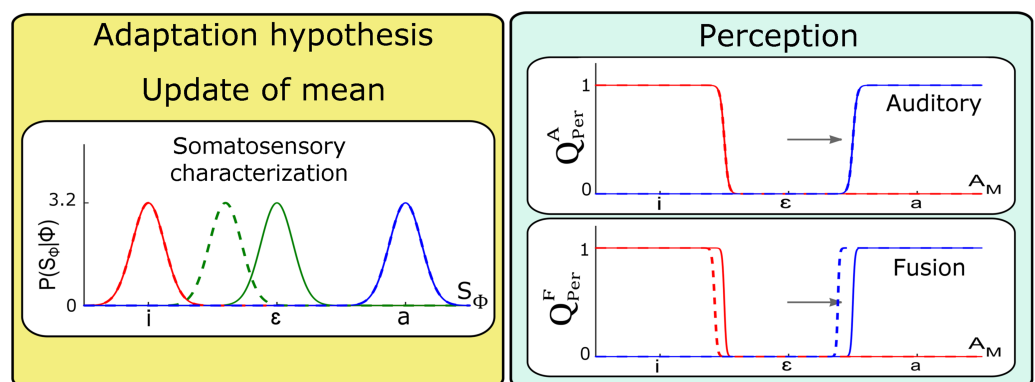 Adaptation hypothesis
Update of mean
Somatosensory
characterization
P(S_Φ|Φ)
3.2
0
i
ε
a
S_Φ
Perception
Q^A_Per
1
0
Auditory
A_M
i
ε
a
Q^F_Per
1
0
Fusion
A_M
i
ε
a